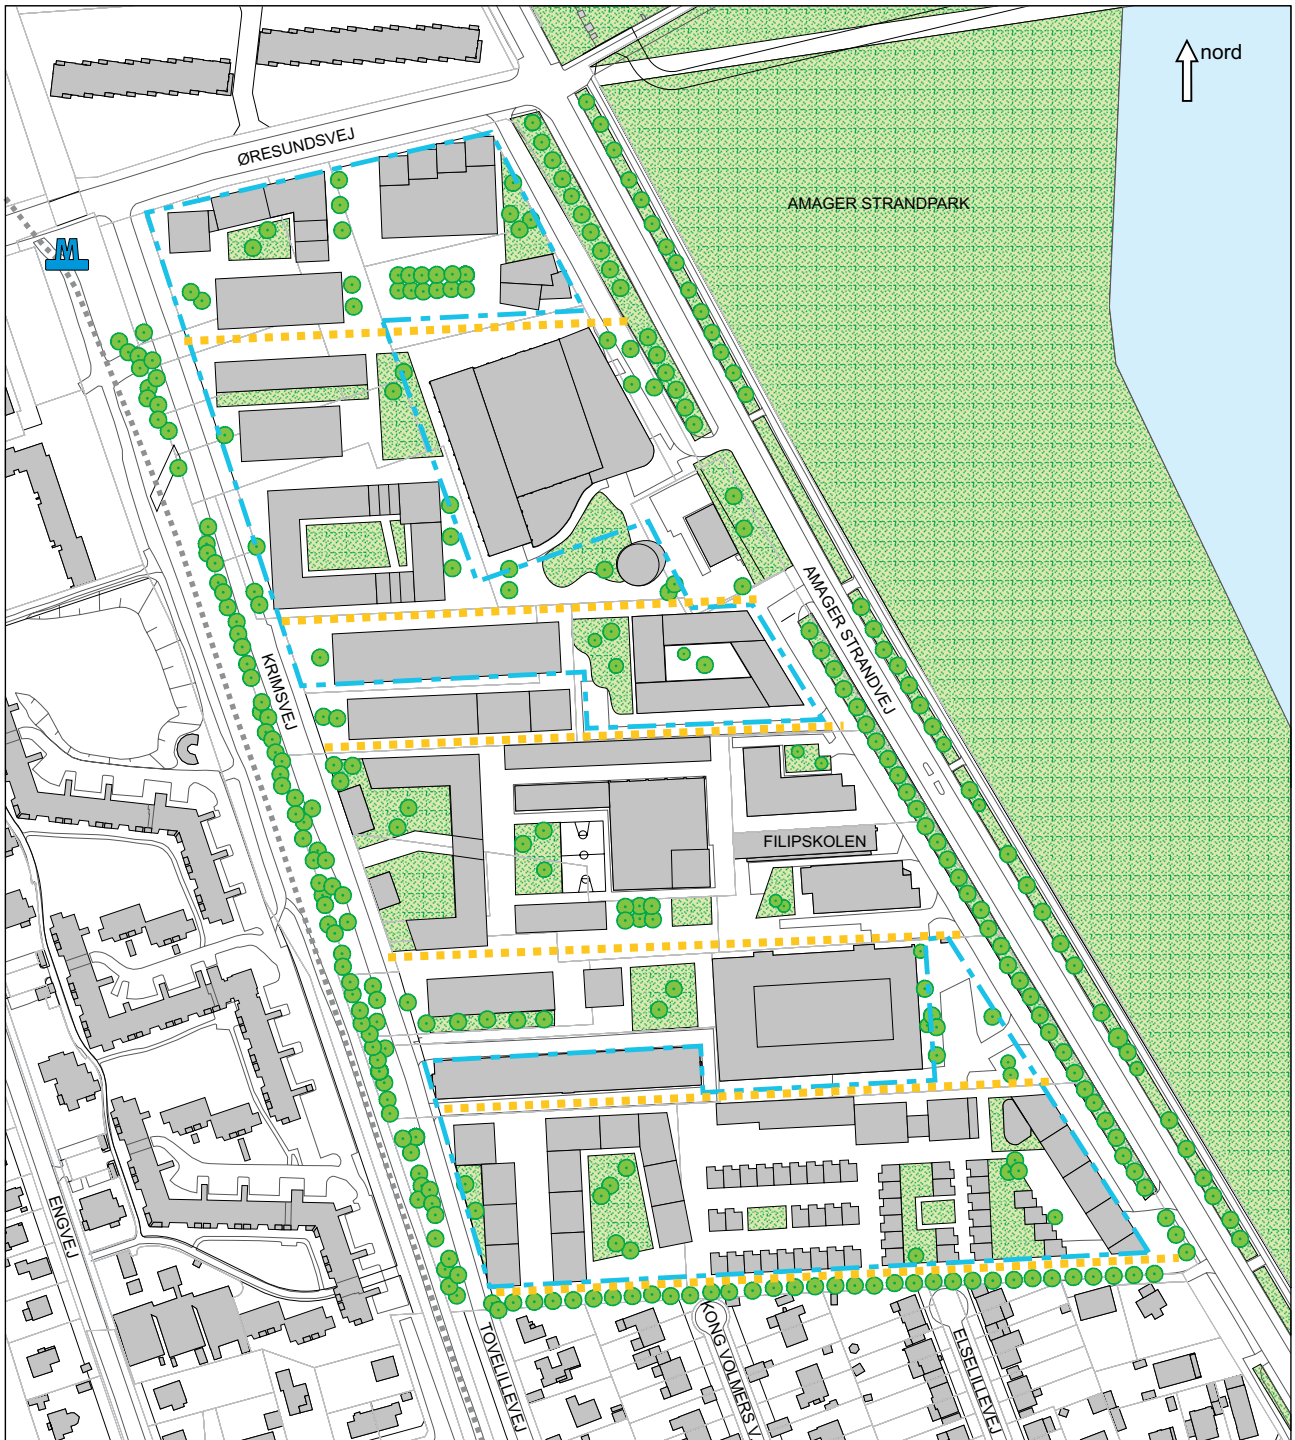 nord
ØRESUNDSVEJ
AMAGER STRANDPARK
M
AMAGER STRANDVEJ
KRIMSVEJ
FILIPSKOLEN
ENGVEJ
TOVELILLEVEJ
KONG VOLMERS V
ELSELILLEVEJ